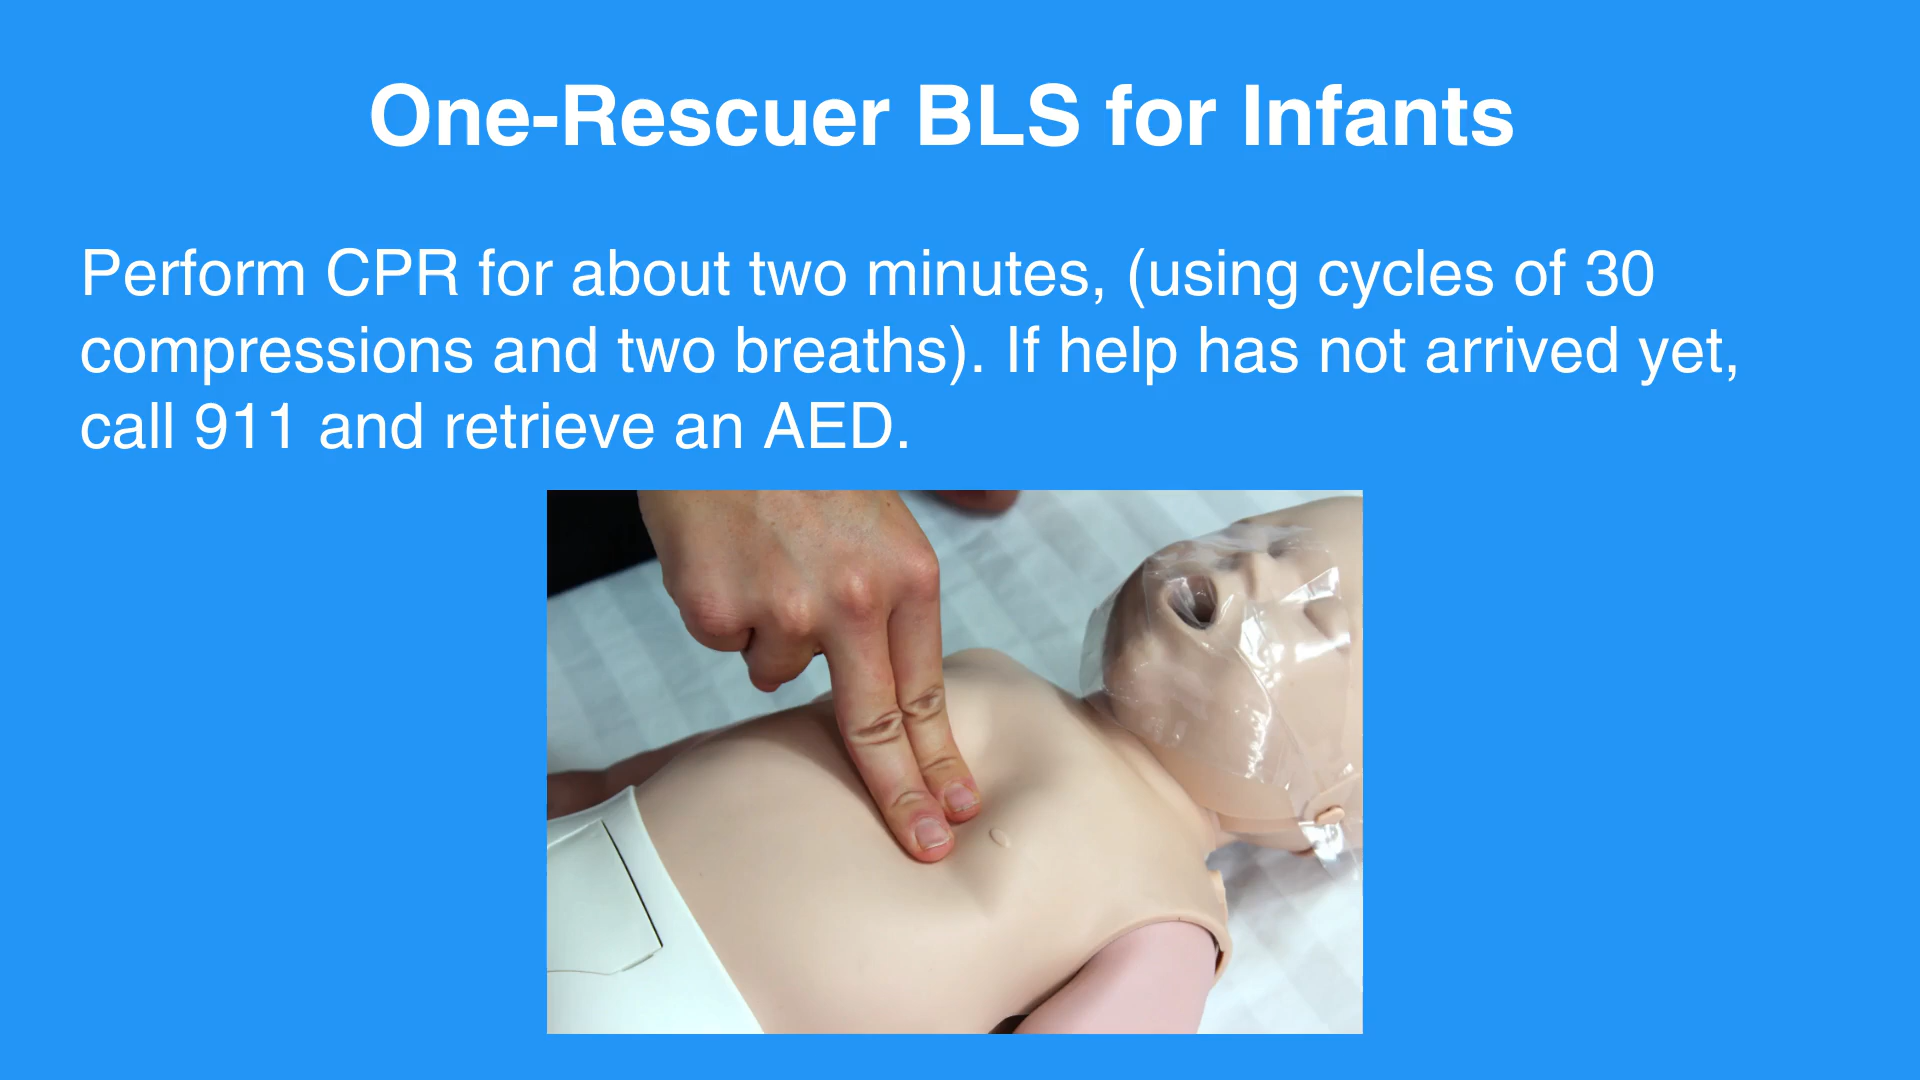 One-Rescuer BLS for Infants
Perform CPR for about two minutes, (using cycles of 30
compressions and two breaths). If help has not arrived yet,
call 911 and retrieve an AED.